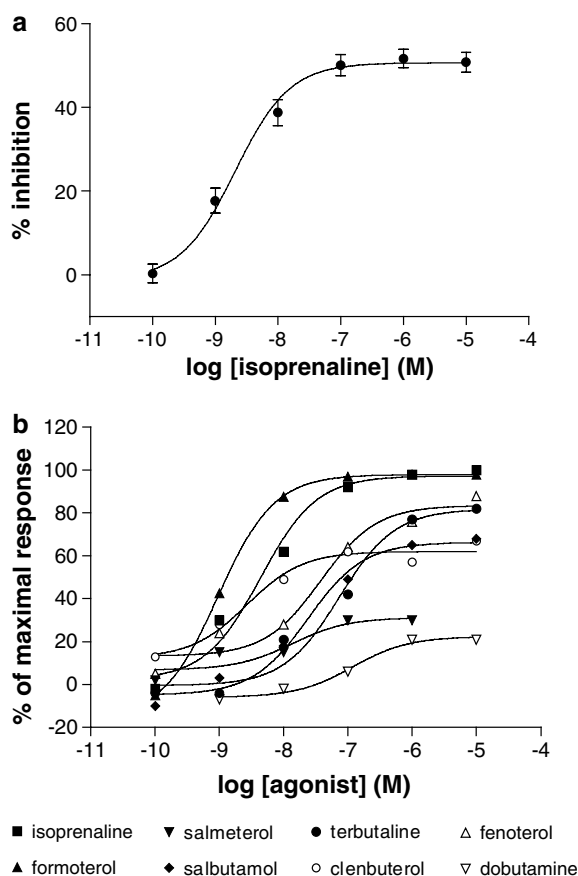 a
60
40
20
0
% inhibition
-11 -10 -9 -8 -7 -6 -5 -4
log [isoprenaline] (M)
b
120
100
80
60
40
20
0
-20
% of maximal response
-11 -10 -9 -8 -7 -6 -5 -4
log [agonist] (M)
isoprenaline salmeterol terbutaline fenoterol
formoterol salbutamol clenbuterol dobutamine